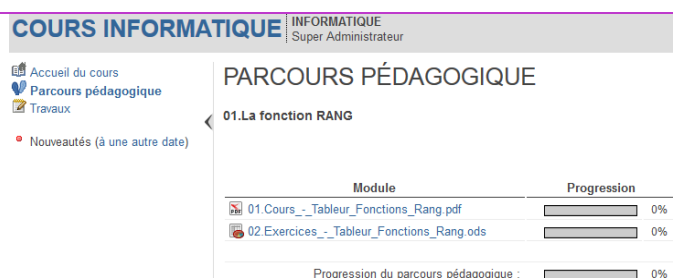 COURS INFORMATIQUE
INFORMATIQUE
Super Administrateur
Accueil du cours
Parcours pédagogique
Travaux
Nouveautés (à une autre date)
PARCOURS PÉDAGOGIQUE
01.La fonction RANG
Module Progression
01.Cours_-_Tableur_Fonctions_Rang.pdf 0%
02.Exercices_-_Tableur_Fonctions_Rang.ods 0%
Progression du parcours pédagogique : 0%